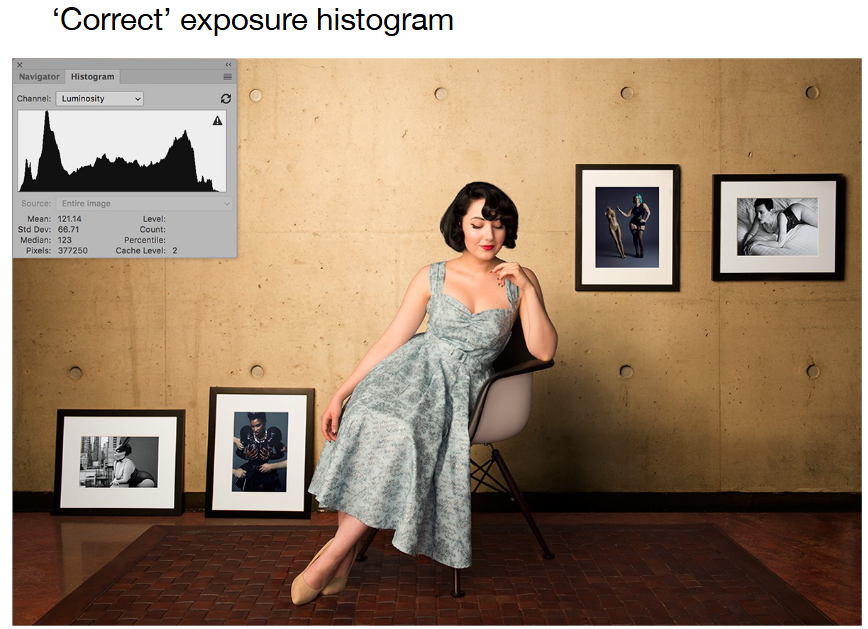 ‘Correct’ exposure histogram
Navigator Histogram
Channel: Luminosity
Source: Entire Image
Mean: 121.14 Level:
Std Dev: 66.71 Count:
Median: 123 Percentile:
Pixels: 377250 Cache Level: 2